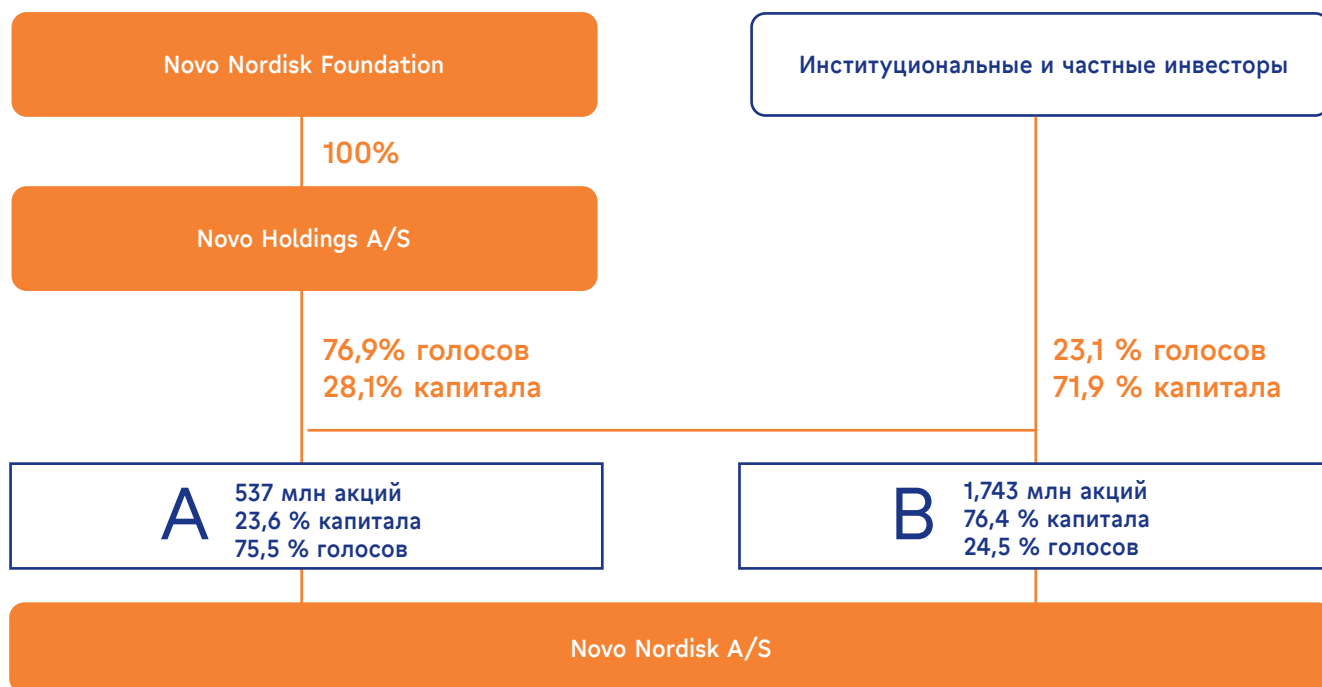 Novo Nordisk Foundation
Институциональные и частные инвесторы
100%
Novo Holdings A/S
76,9% голосов
28,1% капитала
23,1 % голосов
71,9 % капитала
A
537 млн акций
23,6 % капитала
75,5 % голосов
B
1,743 млн акций
76,4 % капитала
24,5 % голосов
Novo Nordisk A/S